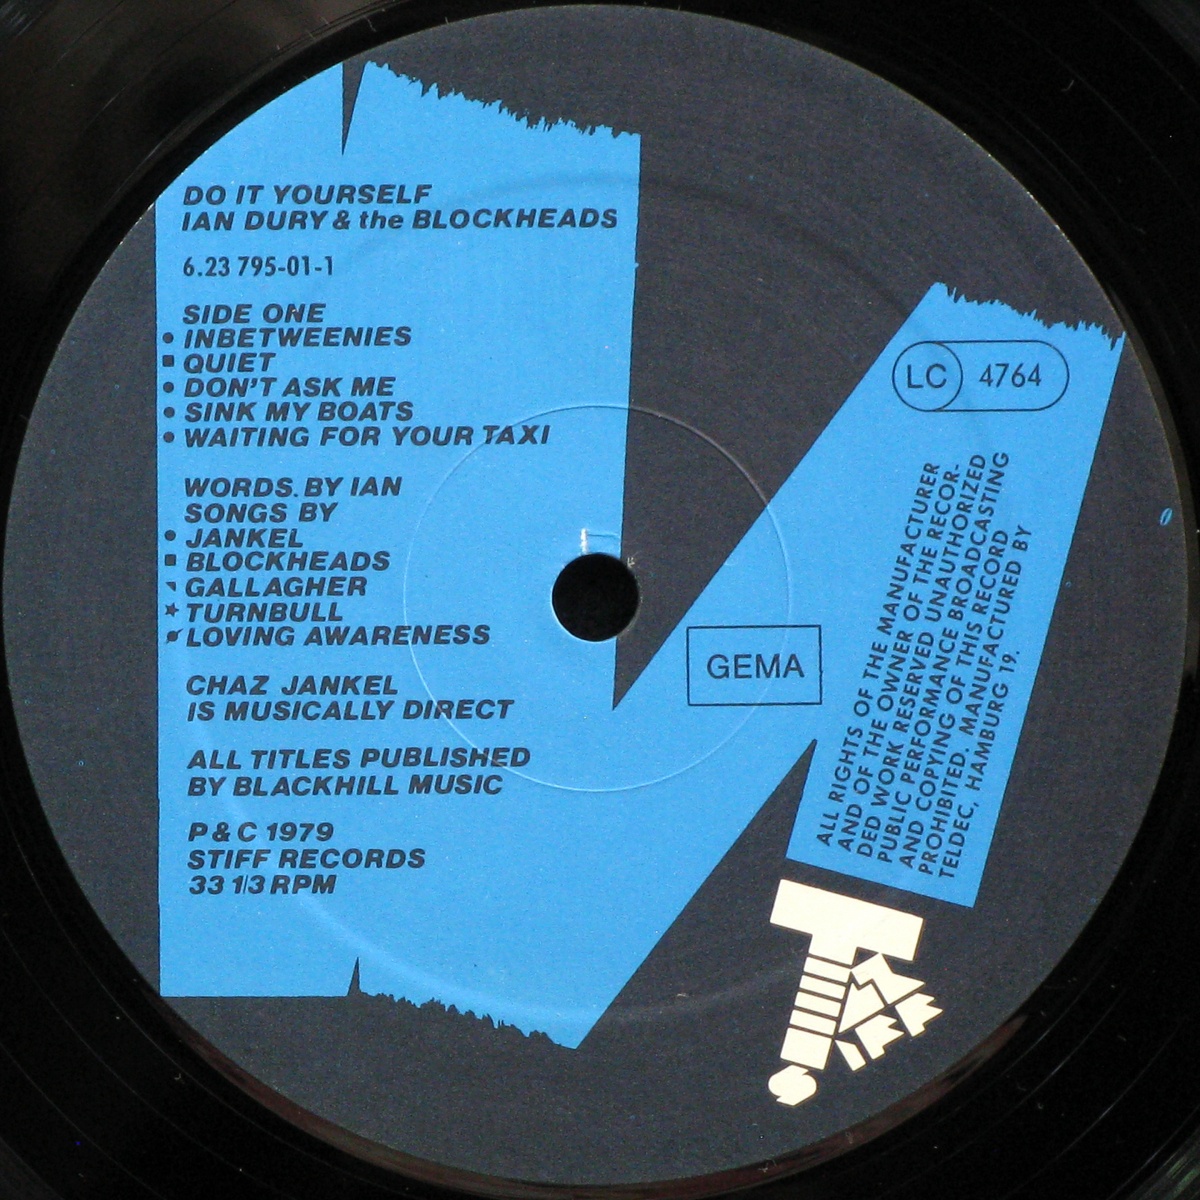 DO IT YOURSELF
IAN DURY & the BLOCKHEADS
6.23 795-01-1
SIDE ONE
• INBETWEENIES
■ QUIET
• DON'T ASK ME
• SINK MY BOATS
• WAITING FOR YOUR TAXI
WORDS. BY IAN
SONGS BY
• JANKEL
■ BLOCKHEADS
◥ GALLAGHER
★ TURNBULL
LOVING AWARENESS
CHAZ JANKEL
IS MUSICALLY DIRECT
ALL TITLES PUBLISHED
BY BLACKHILL MUSIC
P & C 1979
STIFF RECORDS
33 1/3 RPM
LC 4764
GEMA
ALL RIGHTS OF THE MANUFACTURER
AND OF THE OWNER OF THE RECOR-
DED WORK RESERVED UNAUTHORIZED
PUBLIC PERFORMANCE BROADCASTING
AND COPYING OF THIS RECORD
PROHIBITED. MANUFACTURED BY
TELDEC, HAMBURG 19.